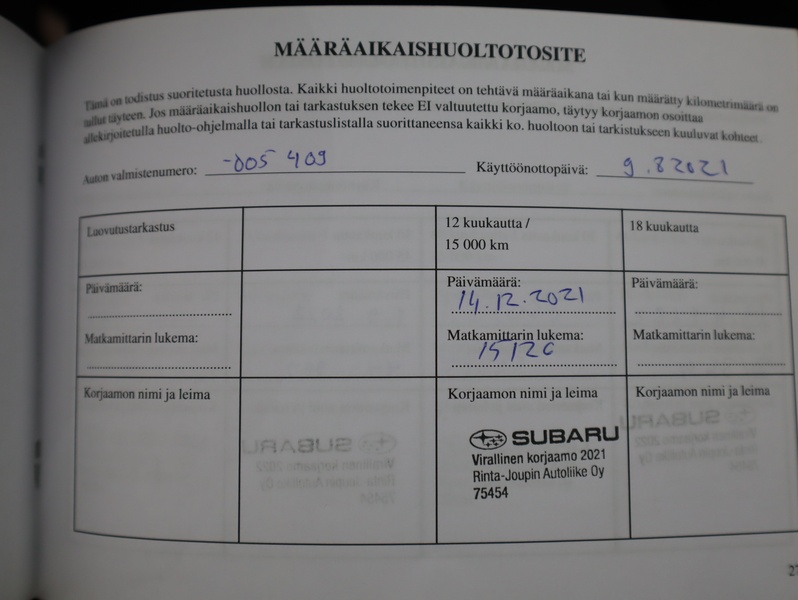 MÄÄRÄAIKAISHUOLTOTOSITE
Tämä on todistus suoritetusta huollosta. Kaikki huoltotoimenpiteet on tehtävä määräaikana tai kun määrätty kilometrimäärä on
tullut täyteen. Jos määräaikaishuollon tai tarkastuksen tekee EI valtuutettu korjaamo, täytyy korjaamon osoittaa
allekirjoitetulla huolto-ohjelmalla tai tarkastuslistalla suorittaneensa kaikki ko. huoltoon tai tarkistukseen kuuluvat kohteet.
Auton valmistenumero: -005 409 Käyttöönottopäivä: 9.8 2021
Luovutustarkastus
12 kuukautta /
15 000 km
18 kuukautta
Päivämäärä:
Päivämäärä:
14.12.2021
Päivämäärä:
Matkamittarin lukema:
Matkamittarin lukema:
15120
Matkamittarin lukema:
Korjaamon nimi ja leima
Korjaamon nimi ja leima
Korjaamon nimi ja leima
SUBARU
Virallinen korjaamo 2021
Rinta-Joupin Autoliike Oy
75454